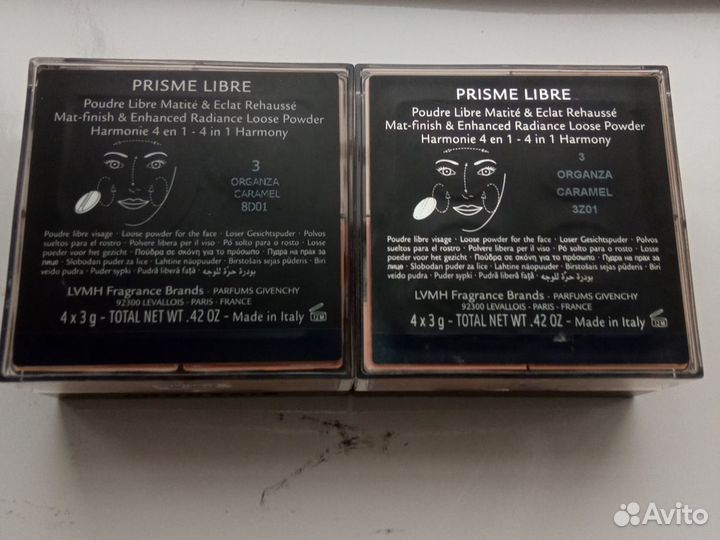 PRISME LIBRE
Poudre Libre Matité & Eclat Rehaussé
Mat-finish & Enhanced Radiance Loose Powder
Harmonie 4 en 1 - 4 in 1 Harmony
3
ORGANZA
CARAMEL
8D01
Poudre libre visage - Loose powder for the face - Loser Gesichtspuder - Polvos
sueltos para el rostro - Polvere libera per il viso - Pó solto para o rosto - Losse
poeder voor het gezicht - Πούδρα σε σκόνη για το πρόσωπο - Пудра на прах за
лице - Slobodan puder za lice - Lahtine näopuuder - Birstošais sejas pūderis - Biri
veido pudra - Puder sypki - Pudră liberă față - بودرة حرّة للوجه
LVMH Fragrance Brands - PARFUMS GIVENCHY
92300 LEVALLOIS - PARIS - FRANCE
4 x 3 g - TOTAL NET WT .42 OZ - Made in Italy
12M
PRISME LIBRE
Poudre Libre Matité & Eclat Rehaussé
Mat-finish & Enhanced Radiance Loose Powder
Harmonie 4 en 1 - 4 in 1 Harmony
3
ORGANZA
CARAMEL
3Z01
Poudre libre visage - Loose powder for the face - Loser Gesichtspuder - Polvos
sueltos para el rostro - Polvere libera per il viso - Pó solto para o rosto - Losse
poeder voor het gezicht - Πούδρα σε σκόνη για το πρόσωπο - Пудра на прах за
лице - Slobodan puder za lice - Lahtine näopuuder - Birstošais sejas pūderis - Biri
veido pudra - Puder sypki - Pudră liberă față - بودرة حرّة للوجه
LVMH Fragrance Brands - PARFUMS GIVENCHY
92300 LEVALLOIS - PARIS - FRANCE
4 x 3 g - TOTAL NET WT .42 OZ - Made in Italy
12M
Avito